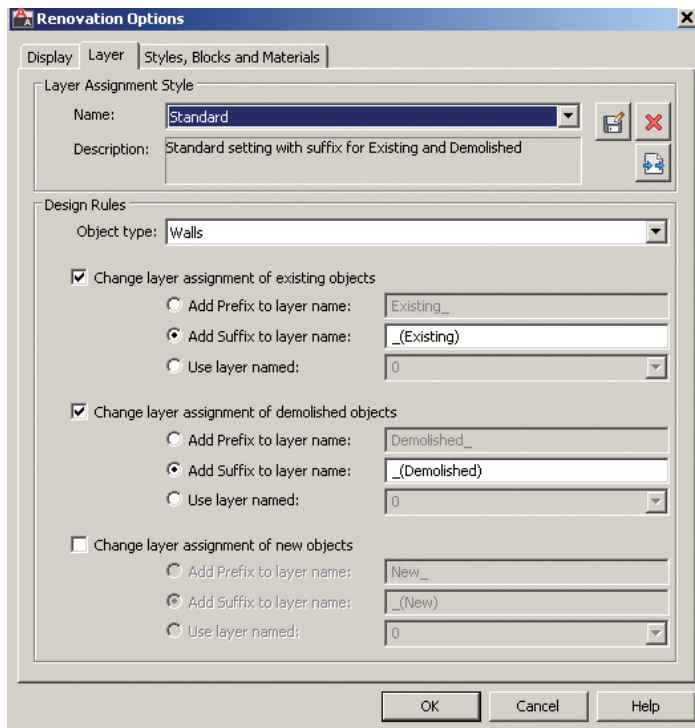 Renovation Options
Display Layer Styles, Blocks and Materials
Layer Assignment Style
Name: Standard
Description: Standard setting with suffix for Existing and Demolished
Design Rules
Object type: Walls
Change layer assignment of existing objects
Add Prefix to layer name: Existing_
Add Suffix to layer name: _(Existing)
Use layer named: 0
Change layer assignment of demolished objects
Add Prefix to layer name: Demolished_
Add Suffix to layer name: _(Demolished)
Use layer named: 0
Change layer assignment of new objects
Add Prefix to layer name: New_
Add Suffix to layer name: _(New)
Use layer named: 0
OK Cancel Help